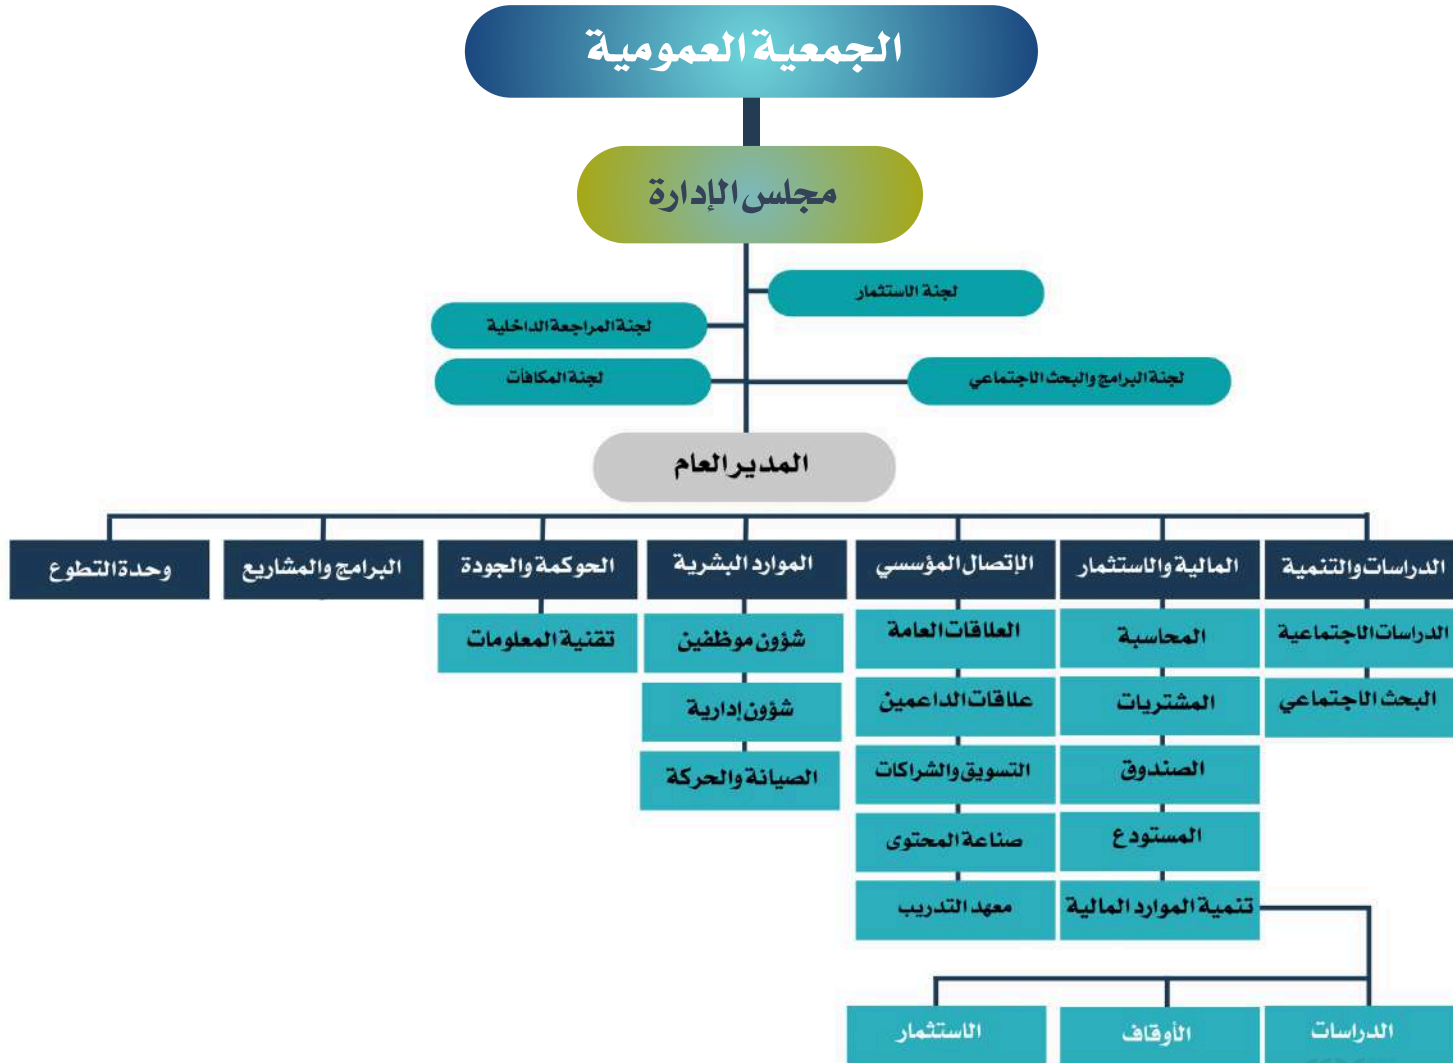 الجمعية العمومية
مجلس الإدارة
لجنة الاستثمار
لجنة المراجعة الداخلية
لجنة البرامج والبحث الاجتماعي
لجنة المكافأت
المدير العام
الدراسات والتنمية
المالية والاستثمار
الإتصال المؤسسي
الموارد البشرية
الحوكمة والجودة
البرامج والمشاريع
وحدة التطوع
الدراسات الاجتماعية
المحاسبة
العلاقات العامة
شؤون موظفين
تقنية المعلومات
البحث الاجتماعي
المشتريات
علاقات الداعمين
شؤون إدارية
الصندوق
التسويق والشراكات
الصيانة والحركة
المستودع
صناعة المحتوى
تنمية الموارد المالية
معهد التدريب
الدراسات
الأوقاف
الاستثمار